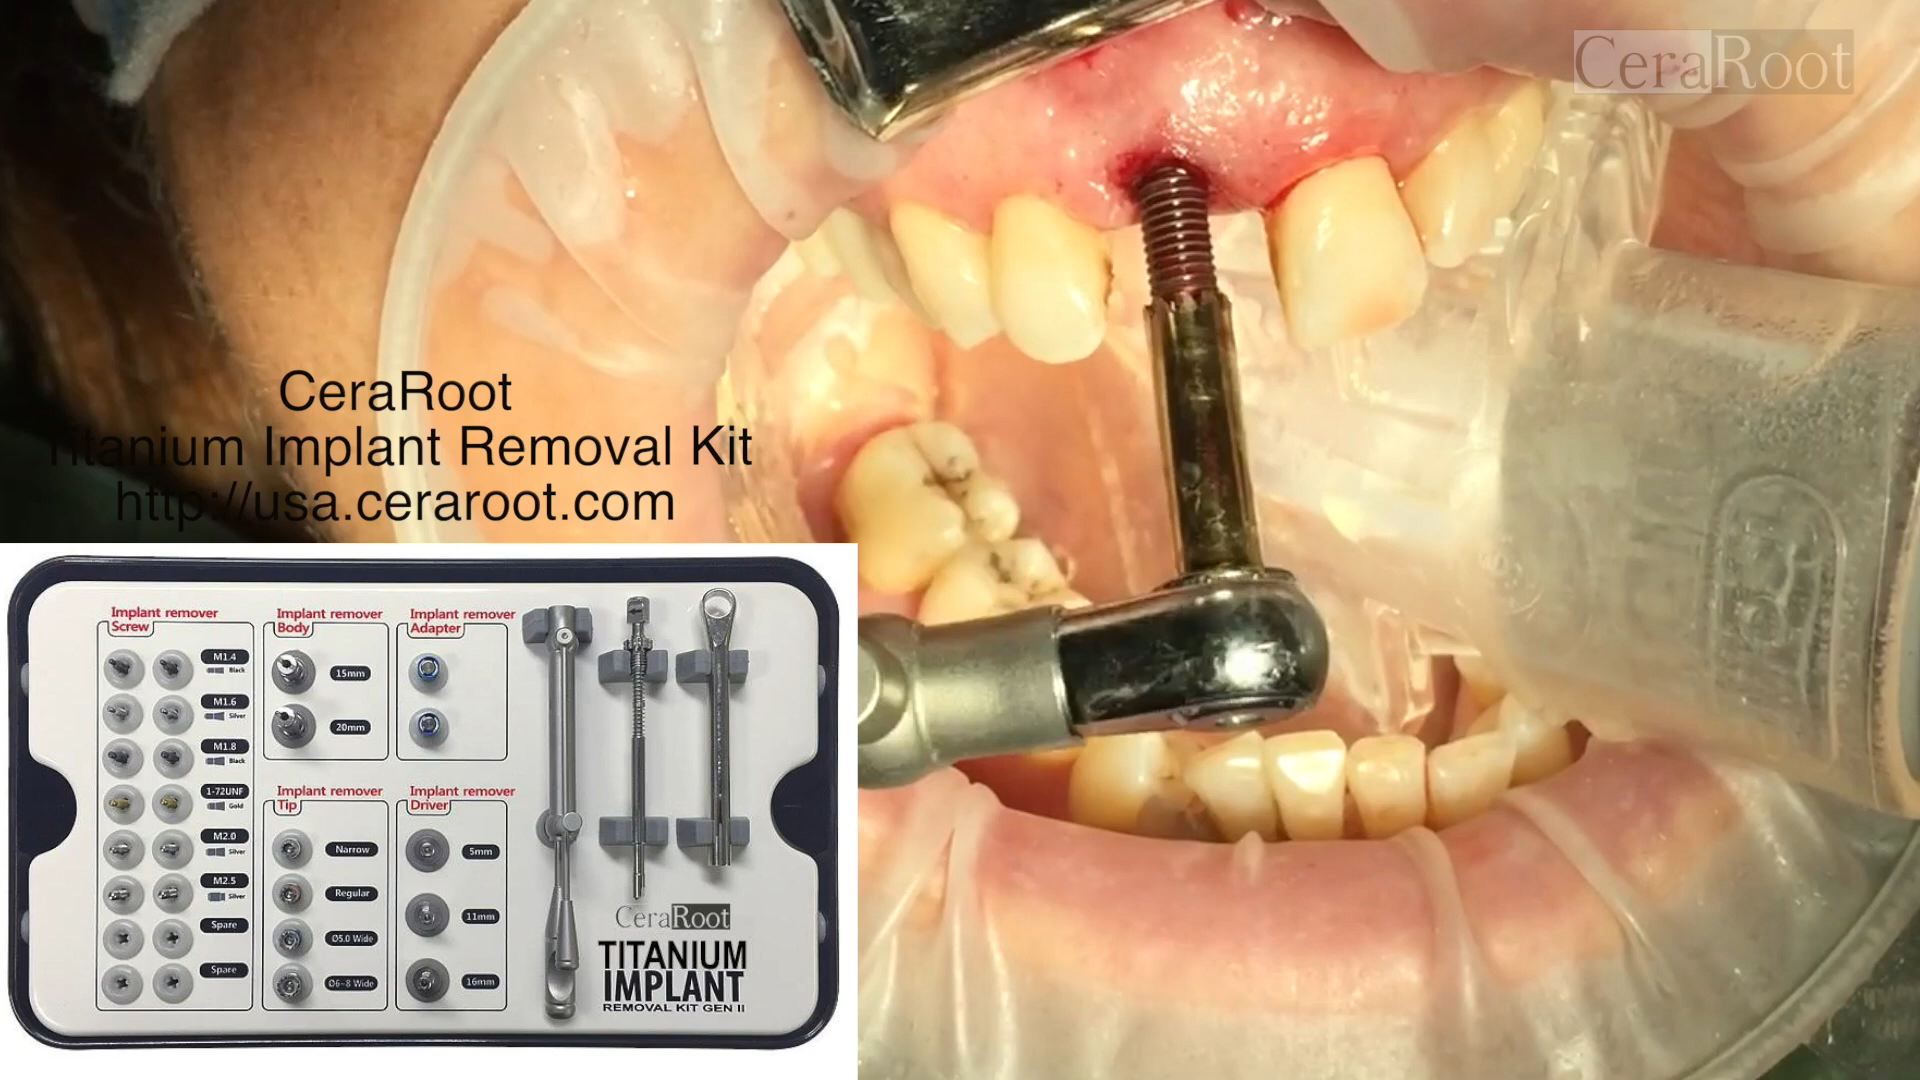 CeraRoot
CeraRoot
Titanium Implant Removal Kit
http://usa.ceraroot.com
Implant remover
Screw
M1.4
Black
M1.6
Silver
M1.8
Black
1-72UNF
Gold
M2.0
Silver
M2.5
Silver
Spare
Spare
Implant remover
Body
15mm
20mm
Implant remover
Adapter
Implant remover
Tip
Narrow
Regular
Ø5.0 Wide
Ø6~8 Wide
Implant remover
Driver
5mm
11mm
16mm
CeraRoot
TITANIUM
IMPLANT
REMOVAL KIT GEN II